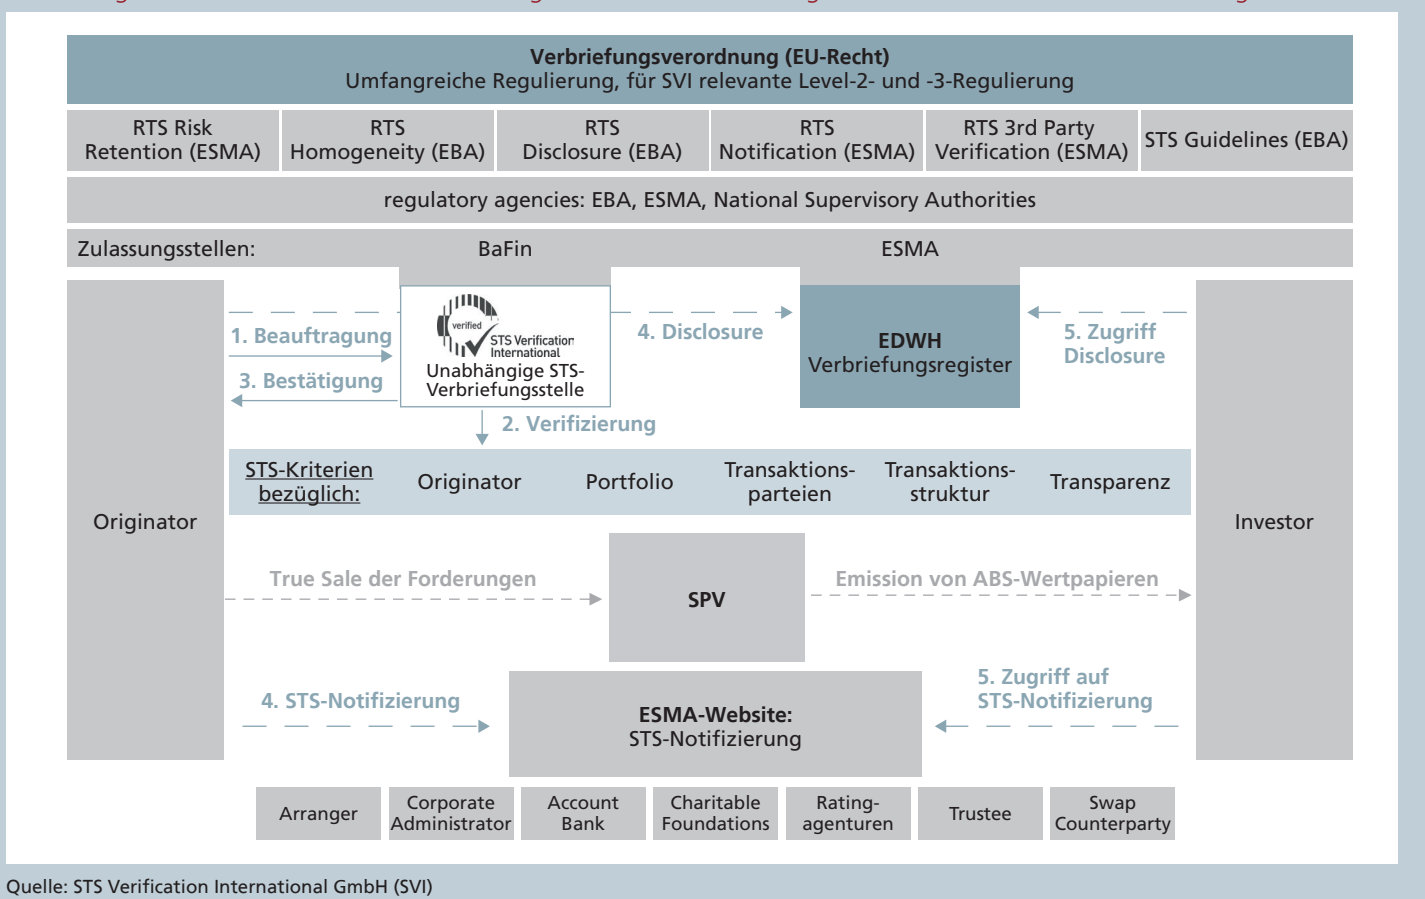 Verbriefungsverordnung (EU-Recht)
Umfangreiche Regulierung, für SVI relevante Level-2- und -3-Regulierung
RTS Risk
Retention (ESMA)
RTS
Homogeneity (EBA)
RTS
Disclosure (EBA)
RTS
Notification (ESMA)
RTS 3rd Party
Verification (ESMA)
STS Guidelines (EBA)
regulatory agencies: EBA, ESMA, National Supervisory Authorities
Zulassungsstellen:
BaFin
ESMA
Originator
1. Beauftragung
3. Bestätigung
verified
STS Verification
International
Unabhängige STS-
Verbriefungsstelle
4. Disclosure
EDWH
Verbriefungsregister
5. Zugriff
Disclosure
2. Verifizierung
STS-Kriterien
bezüglich:
Originator
Portfolio
Transaktions-
parteien
Transaktions-
struktur
Transparenz
Investor
True Sale der Forderungen
SPV
Emission von ABS-Wertpapieren
4. STS-Notifizierung
ESMA-Website:
STS-Notifizierung
5. Zugriff auf
STS-Notifizierung
Arranger
Corporate
Administrator
Account
Bank
Charitable
Foundations
Rating-
agenturen
Trustee
Swap
Counterparty
Quelle: STS Verification International GmbH (SVI)